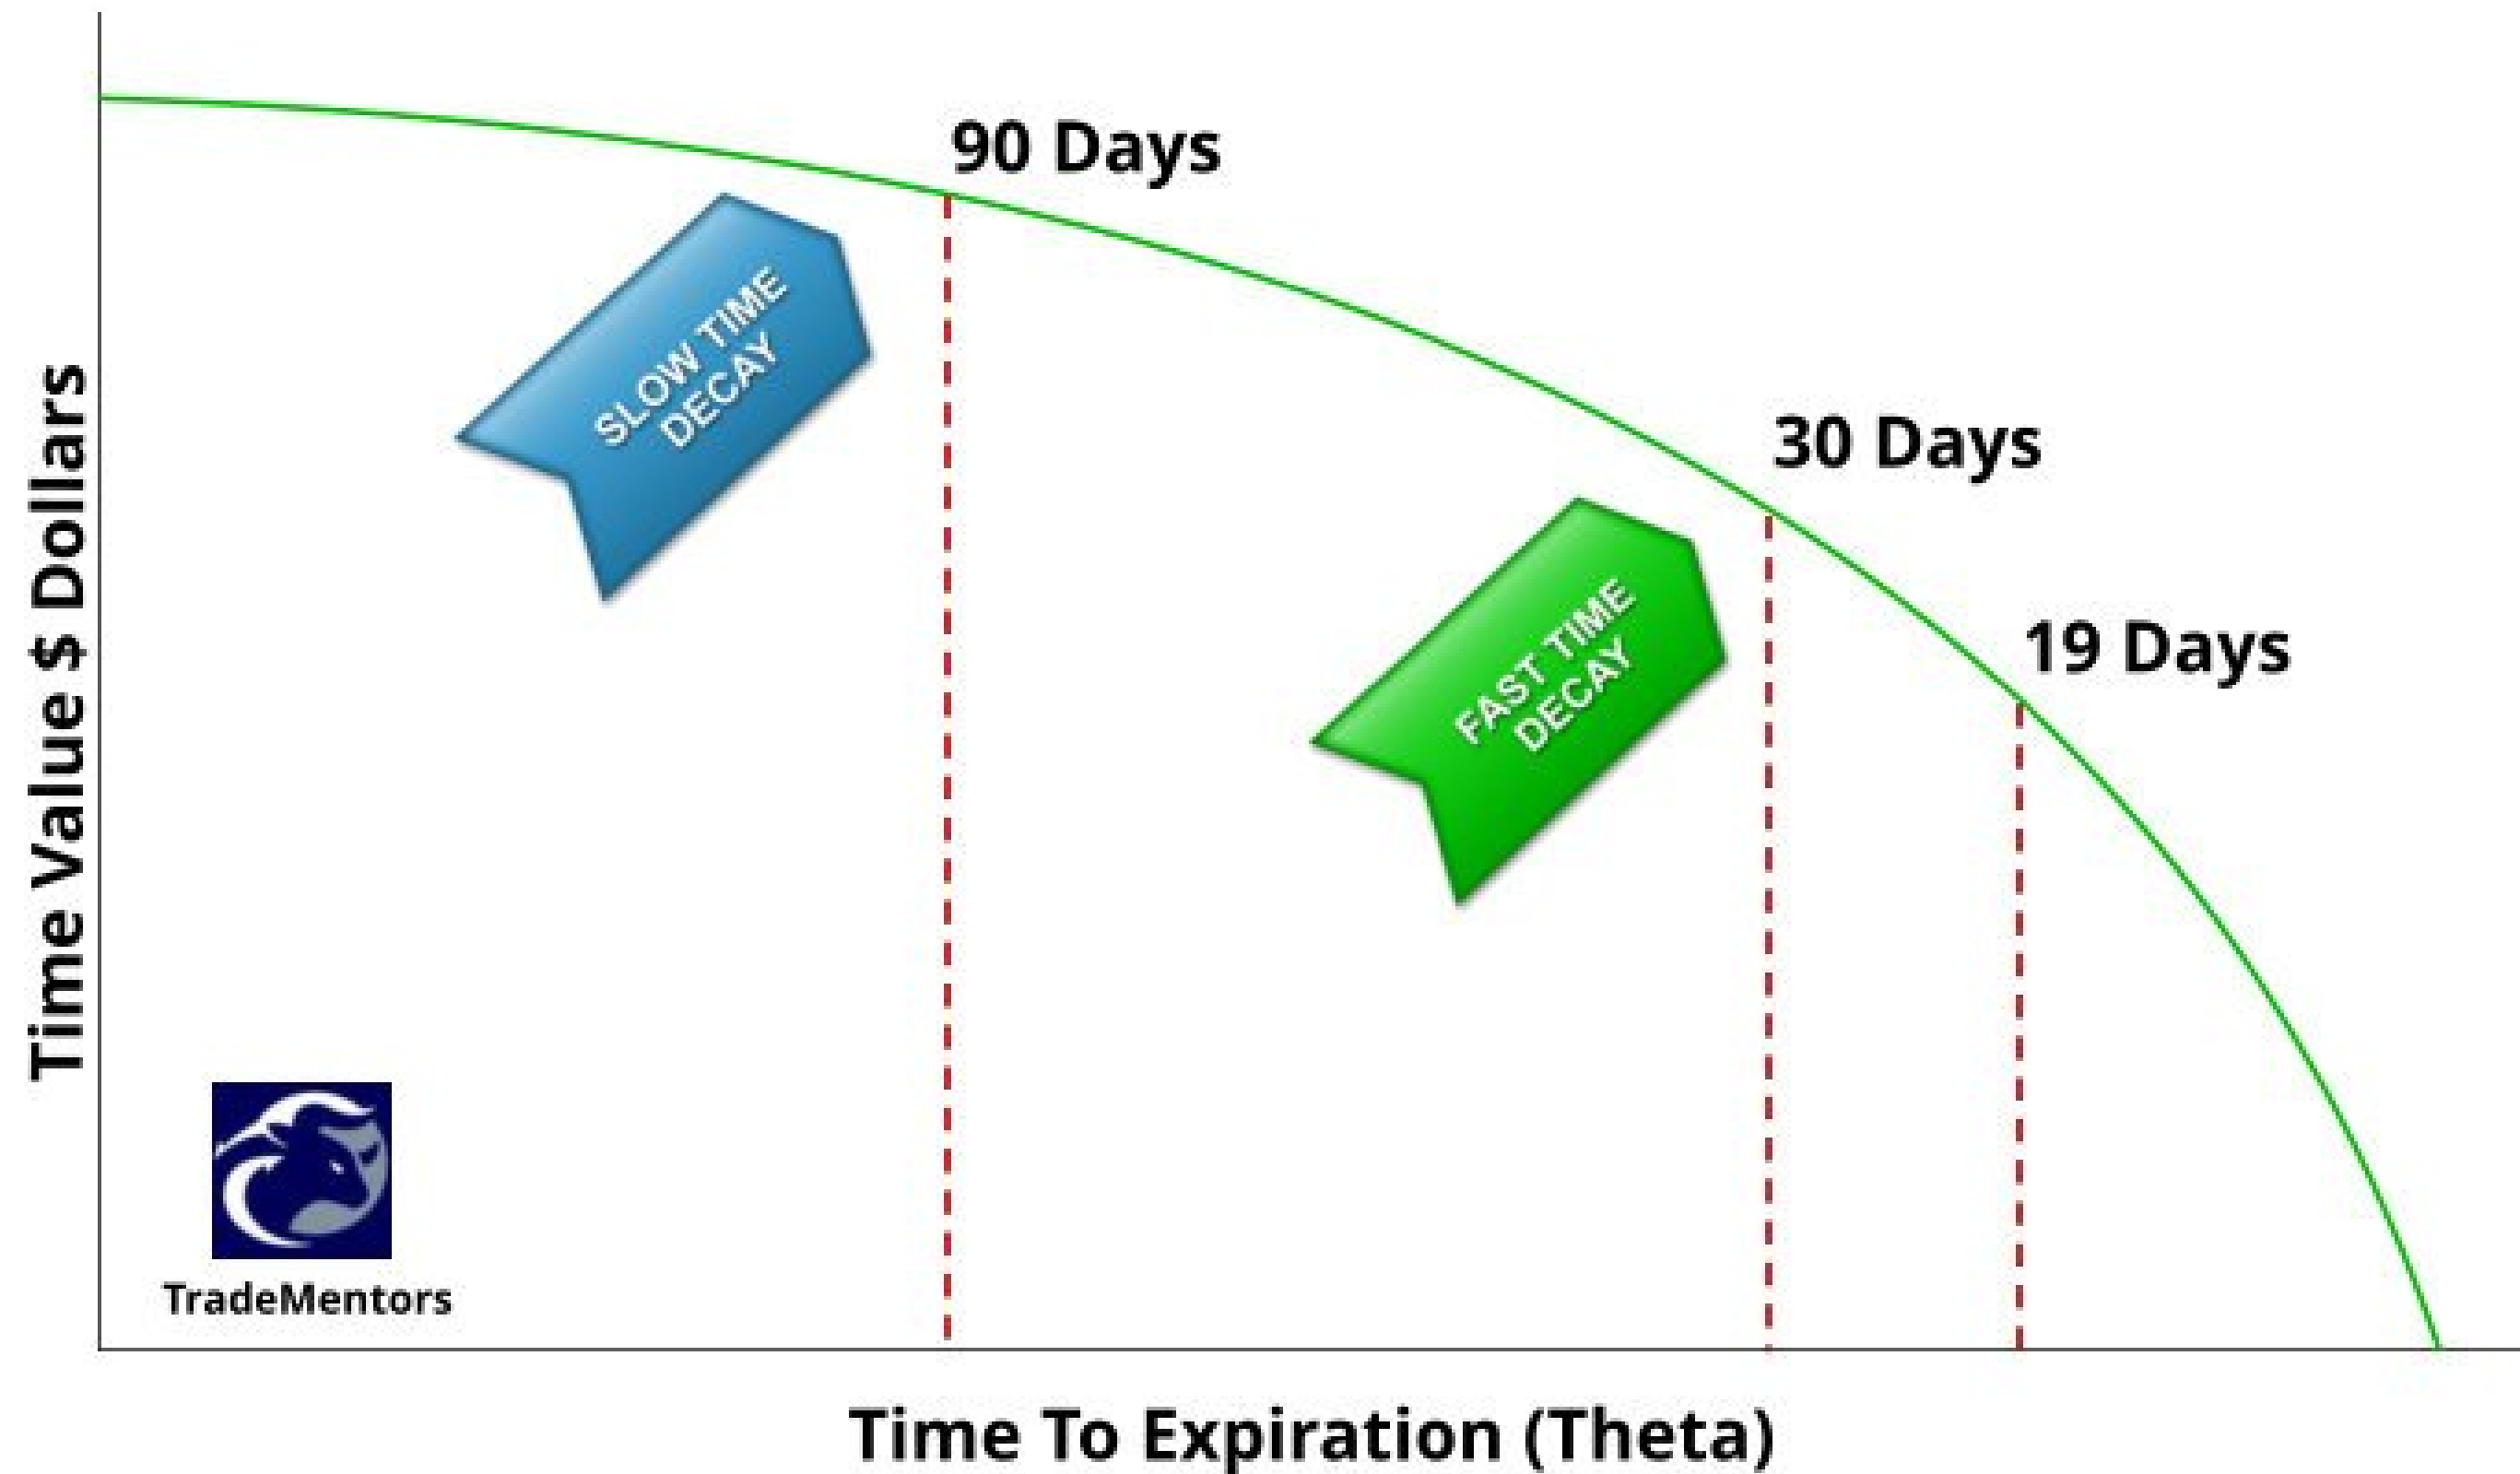 90 Days
SLOW TIME
DECAY
30 Days
FAST TIME
DECAY
19 Days
Time Value $ Dollars
TradeMentors
Time To Expiration (Theta)